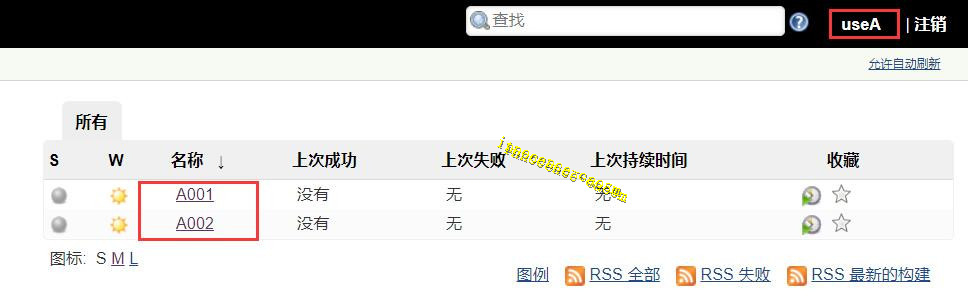 查找 ? useA | 注销
允许自动刷新
所有
S W 名称 ↓ 上次成功 上次失败 上次持续时间 收藏
A001 没有 无 无
A002 没有 无 无
图标: S M L
图例 RSS 全部 RSS 失败 RSS 最新的构建